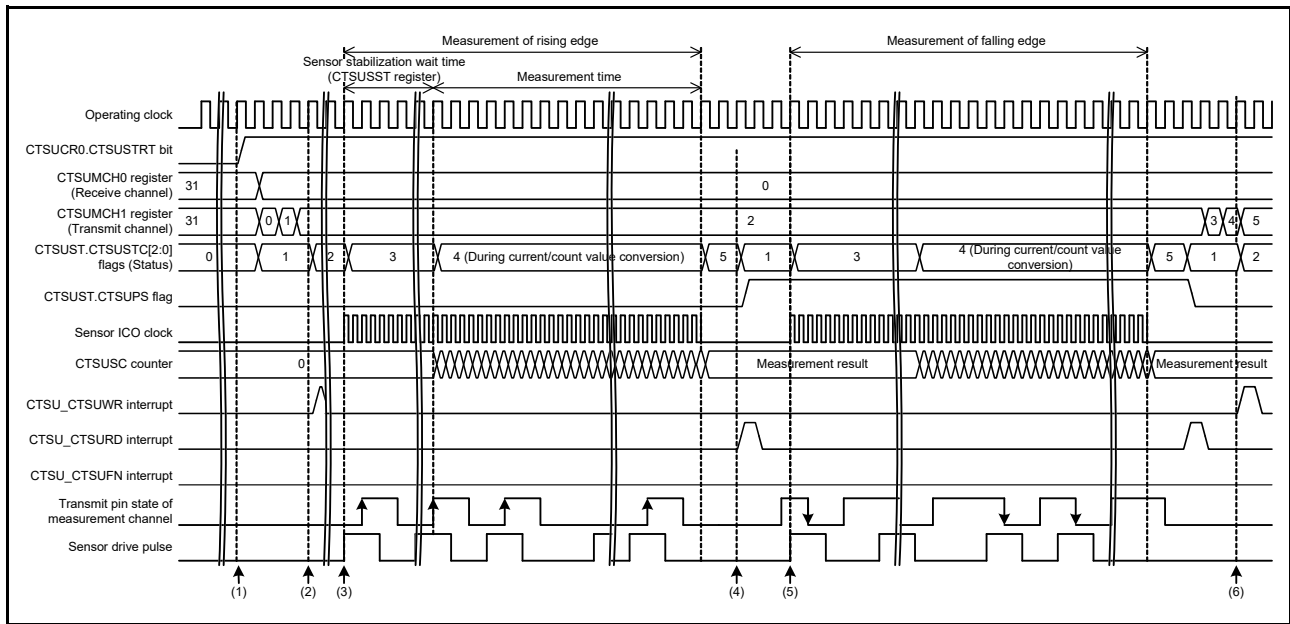 Measurement of rising edge
Measurement of falling edge
Sensor stabilization wait time
(CTSUSST register)
Measurement time
Operating clock
CTSUCR0.CTSUSTRT bit
CTSUMCH0 register
(Receive channel)
31
0
CTSUMCH1 register
(Transmit channel)
31
0
1
2
3
4
5
CTSUST.CTSUSTC[2:0]
flags (Status)
0
1
2
3
4 (During current/count value conversion)
5
1
3
4 (During current/count value
conversion)
5
1
2
CTSUST.CTSUPS flag
Sensor ICO clock
CTSUSC counter
0
Measurement result
Measurement result
CTSU_CTSUWR interrupt
CTSU_CTSURD interrupt
CTSU_CTSUFN interrupt
Transmit pin state of
measurement channel
Sensor drive pulse
(1)
(2)
(3)
(4)
(5)
(6)